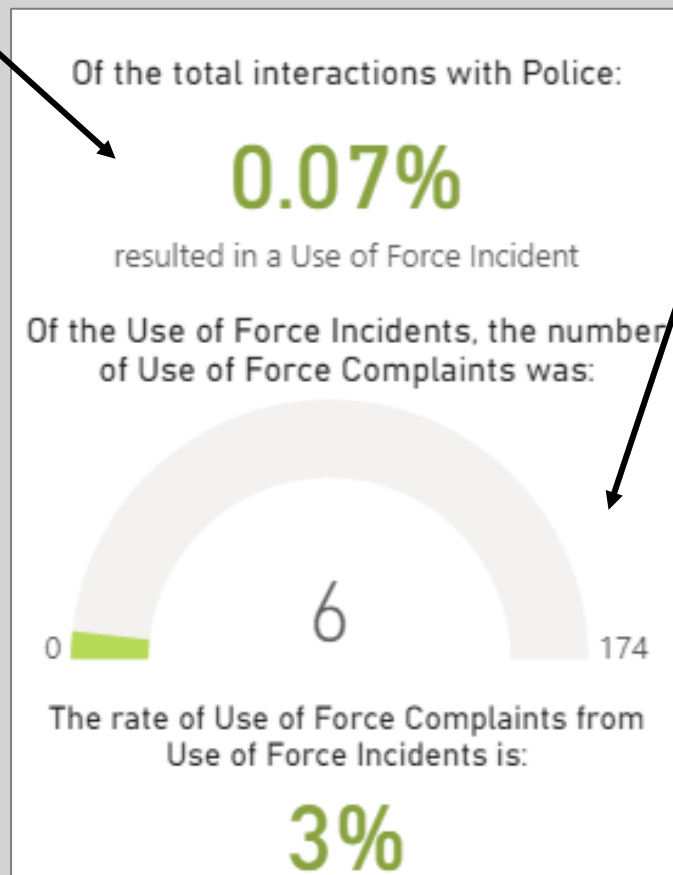 Of the total interactions with Police:
0.07%
resulted in a Use of Force Incident
Of the Use of Force Incidents, the number
of Use of Force Complaints was:
6
0
174
The rate of Use of Force Complaints from
Use of Force Incidents is:
3%